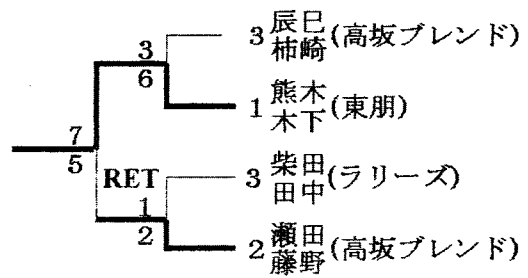 3 辰巳 (高坂ブレンド)
柿崎
3
6
1 熊木 (東朋)
木下
7
5
RET
3 柴田 (ラリーズ)
田中
1
2
2 瀬田 (高坂ブレンド)
藤野